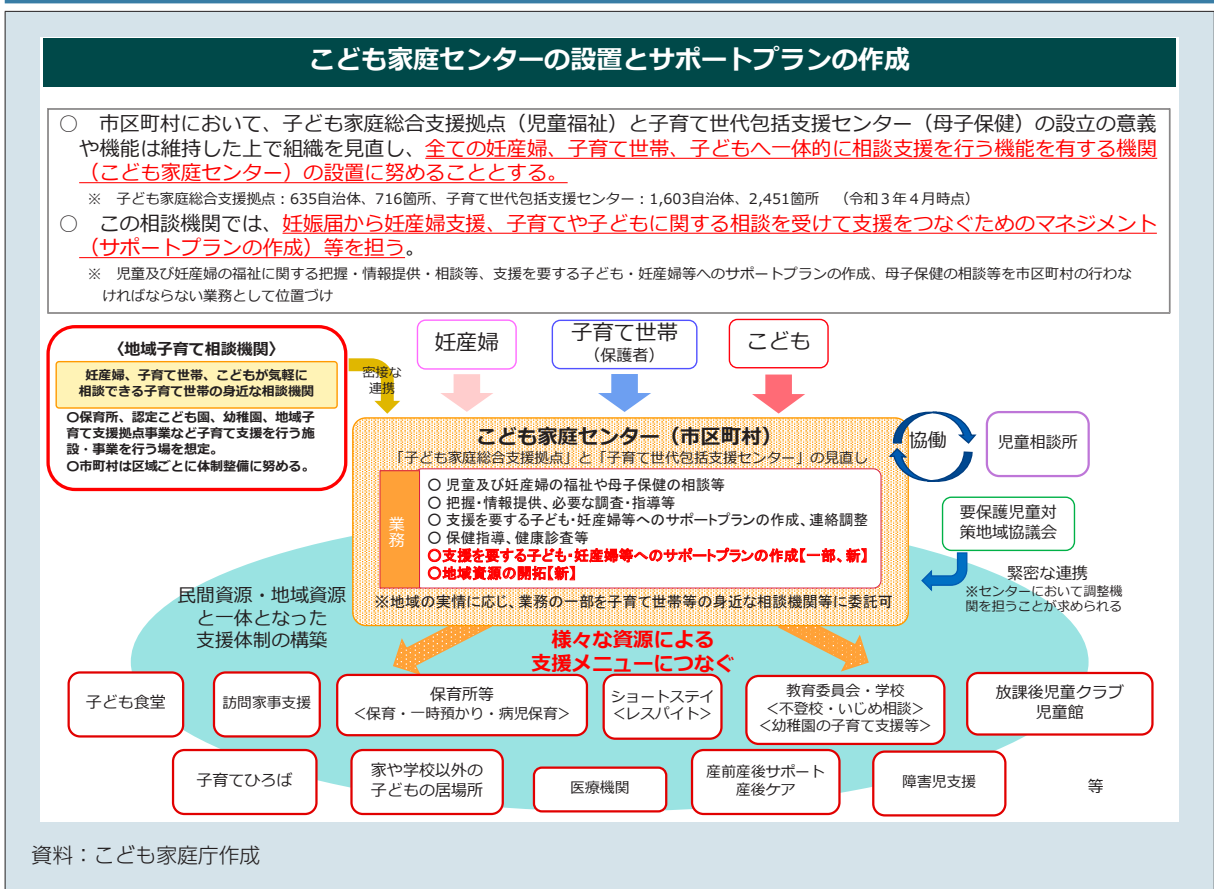 こども家庭センターの設置とサポートプランの作成
○ 市区町村において、子ども家庭総合支援拠点（児童福祉）と子育て世代包括支援センター（母子保健）の設立の意義
や機能は維持した上で組織を見直し、全ての妊産婦、子育て世帯、子どもへ一体的に相談支援を行う機能を有する機関
（こども家庭センター）の設置に努めることとする。
※ 子ども家庭総合支援拠点：635自治体、716箇所、子育て世代包括支援センター：1,603自治体、2,451箇所 （令和３年４月時点）
○ この相談機関では、妊娠届から妊産婦支援、子育てや子どもに関する相談を受けて支援をつなぐためのマネジメント
（サポートプランの作成）等を担う。
※ 児童及び妊産婦の福祉に関する把握・情報提供・相談等、支援を要する子ども・妊産婦等へのサポートプランの作成、母子保健の相談等を市区町村の行わな
ければならない業務として位置づけ
〈地域子育て相談機関〉
妊産婦、子育て世帯、こどもが気軽に
相談できる子育て世帯の身近な相談機関
○保育所、認定こども園、幼稚園、地域子
育て支援拠点事業など子育て支援を行う施
設・事業を行う場を想定。
○市町村は区域ごとに体制整備に努める。
密接な
連携
妊産婦
子育て世帯
（保護者）
こども
こども家庭センター（市区町村）
「子ども家庭総合支援拠点」と「子育て世代包括支援センター」の見直し
業務
○ 児童及び妊産婦の福祉や母子保健の相談等
○ 把握・情報提供、必要な調査・指導等
○ 支援を要する子ども・妊産婦等へのサポートプランの作成、連絡調整
○ 保健指導、健康診査等
○支援を要する子ども・妊産婦等へのサポートプランの作成【一部、新】
○地域資源の開拓【新】
※地域の実情に応じ、業務の一部を子育て世帯等の身近な相談機関等に委託可
協働
児童相談所
要保護児童対
策地域協議会
緊密な連携
※センターにおいて調整機
関を担うことが求められる
民間資源・地域資源
と一体となった
支援体制の構築
様々な資源による
支援メニューにつなぐ
子ども食堂
訪問家事支援
保育所等
<保育・一時預かり・病児保育>
ショートステイ
<レスパイト>
教育委員会・学校
<不登校・いじめ相談>
<幼稚園の子育て支援等>
放課後児童クラブ
児童館
子育てひろば
家や学校以外の
子どもの居場所
医療機関
産前産後サポート
産後ケア
障害児支援
等
資料：こども家庭庁作成